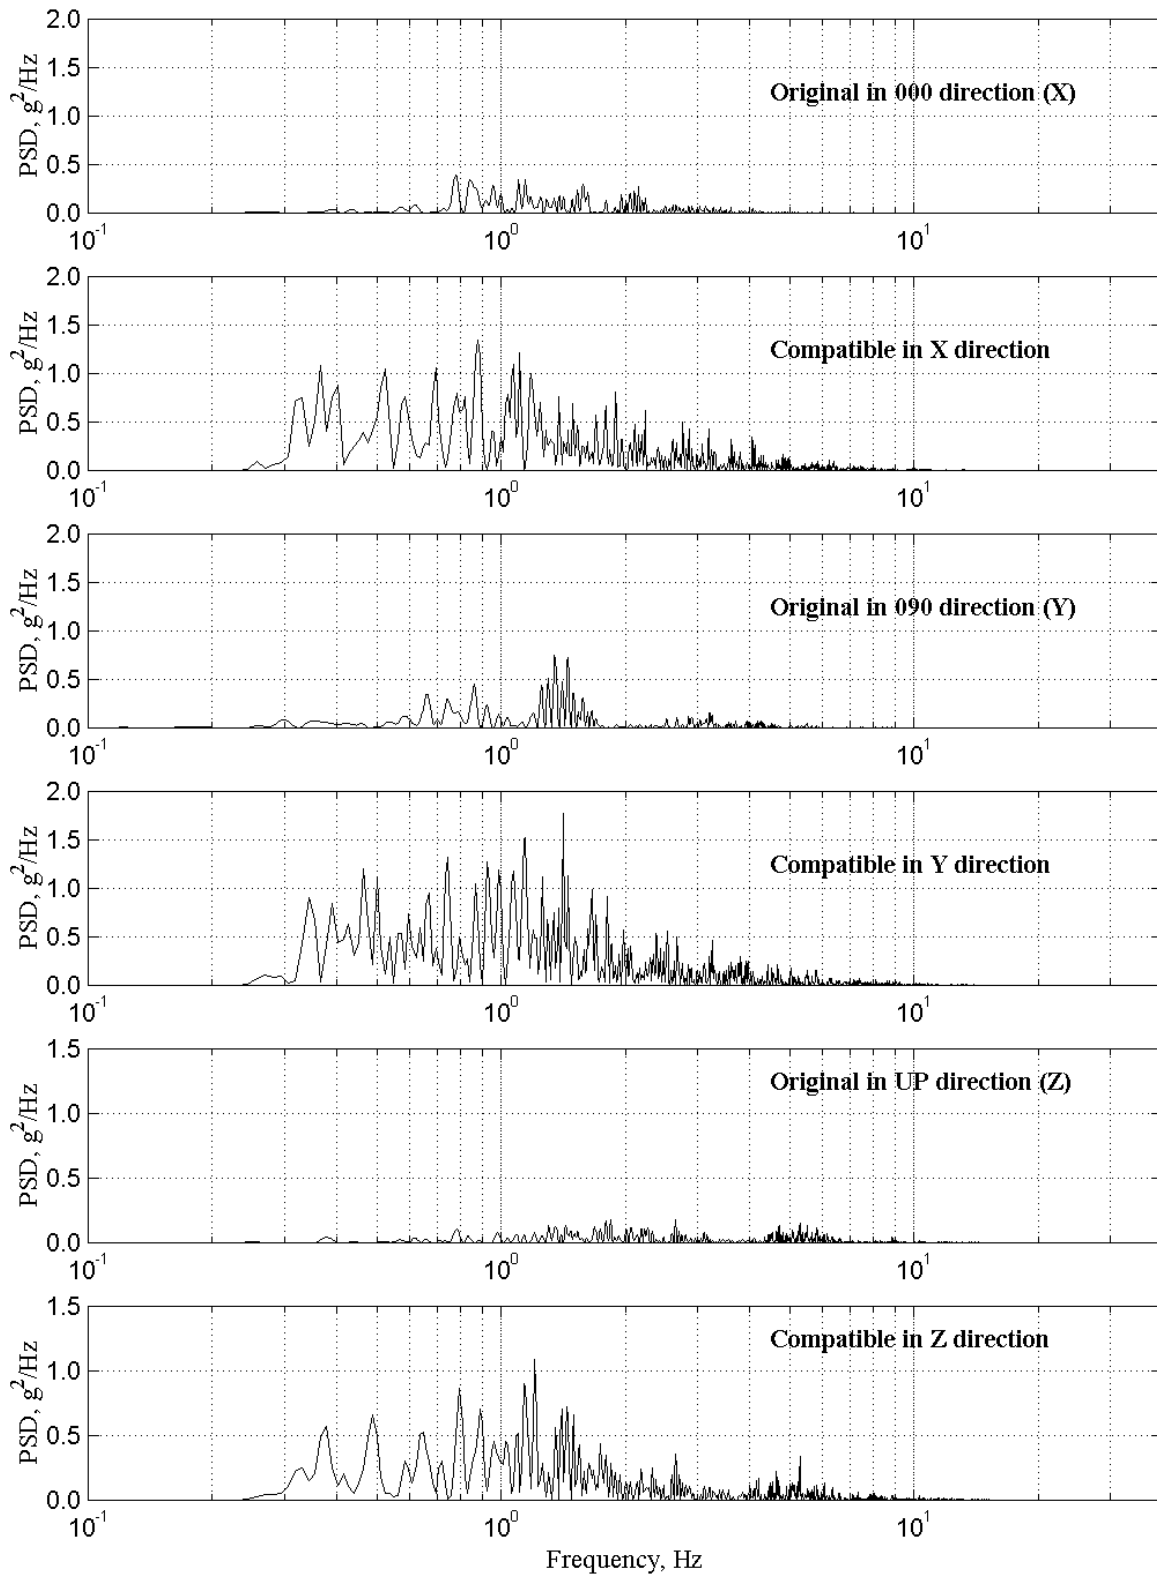 2.0
1.5
1.0
0.5
0.0
PSD, g²/Hz
Original in 000 direction (X)
10⁻¹ 10⁰ 10¹
2.0
1.5
1.0
0.5
0.0
PSD, g²/Hz
Compatible in X direction
10⁻¹ 10⁰ 10¹
2.0
1.5
1.0
0.5
0.0
PSD, g²/Hz
Original in 090 direction (Y)
10⁻¹ 10⁰ 10¹
2.0
1.5
1.0
0.5
0.0
PSD, g²/Hz
Compatible in Y direction
10⁻¹ 10⁰ 10¹
1.5
1.0
0.5
0.0
PSD, g²/Hz
Original in UP direction (Z)
10⁻¹ 10⁰ 10¹
1.5
1.0
0.5
0.0
PSD, g²/Hz
Compatible in Z direction
10⁻¹ 10⁰ 10¹
Frequency, Hz